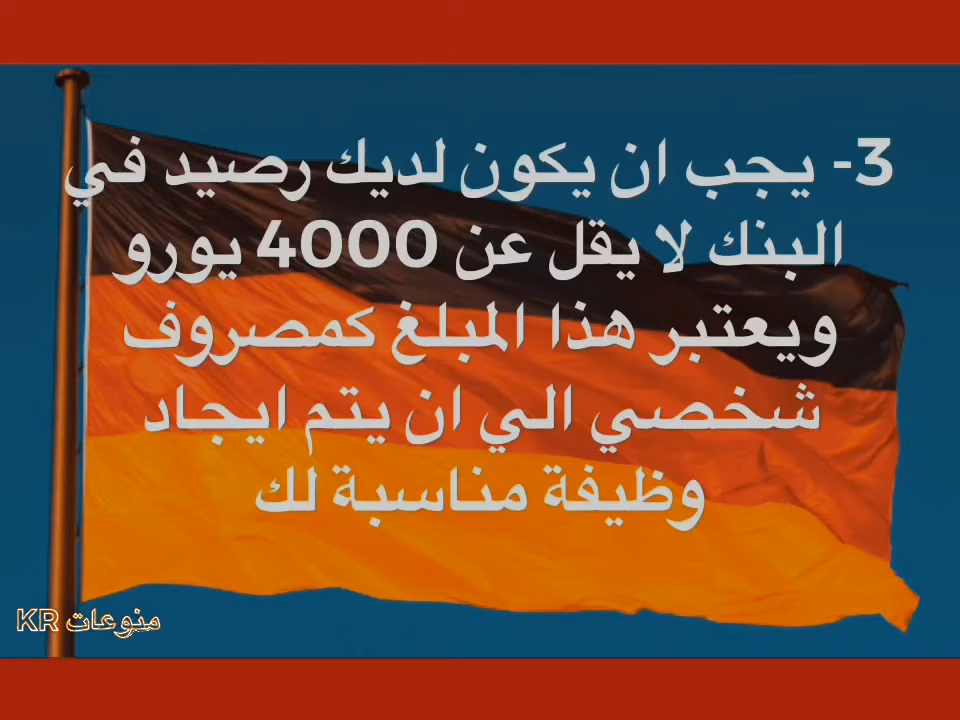 3- يجب ان يكون لديك رصيد في
البنك لا يقل عن 4000 يورو
ويعتبر هذا المبلغ كمصروف
شخصي الي ان يتم ايجاد
وظيفة مناسبة لك
منوعات KR